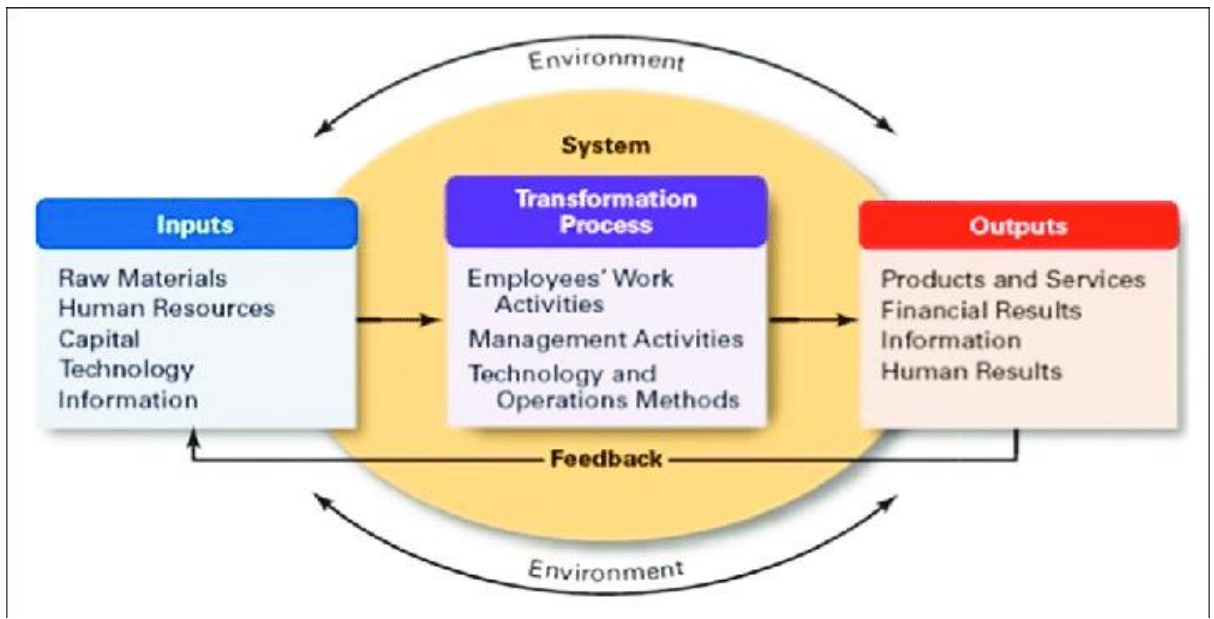 Environment
System
Inputs
Raw Materials
Human Resources
Capital
Technology
Information
Transformation
Process
Employees' Work
Activities
Management Activities
Technology and
Operations Methods
Outputs
Products and Services
Financial Results
Information
Human Results
Feedback
Environment